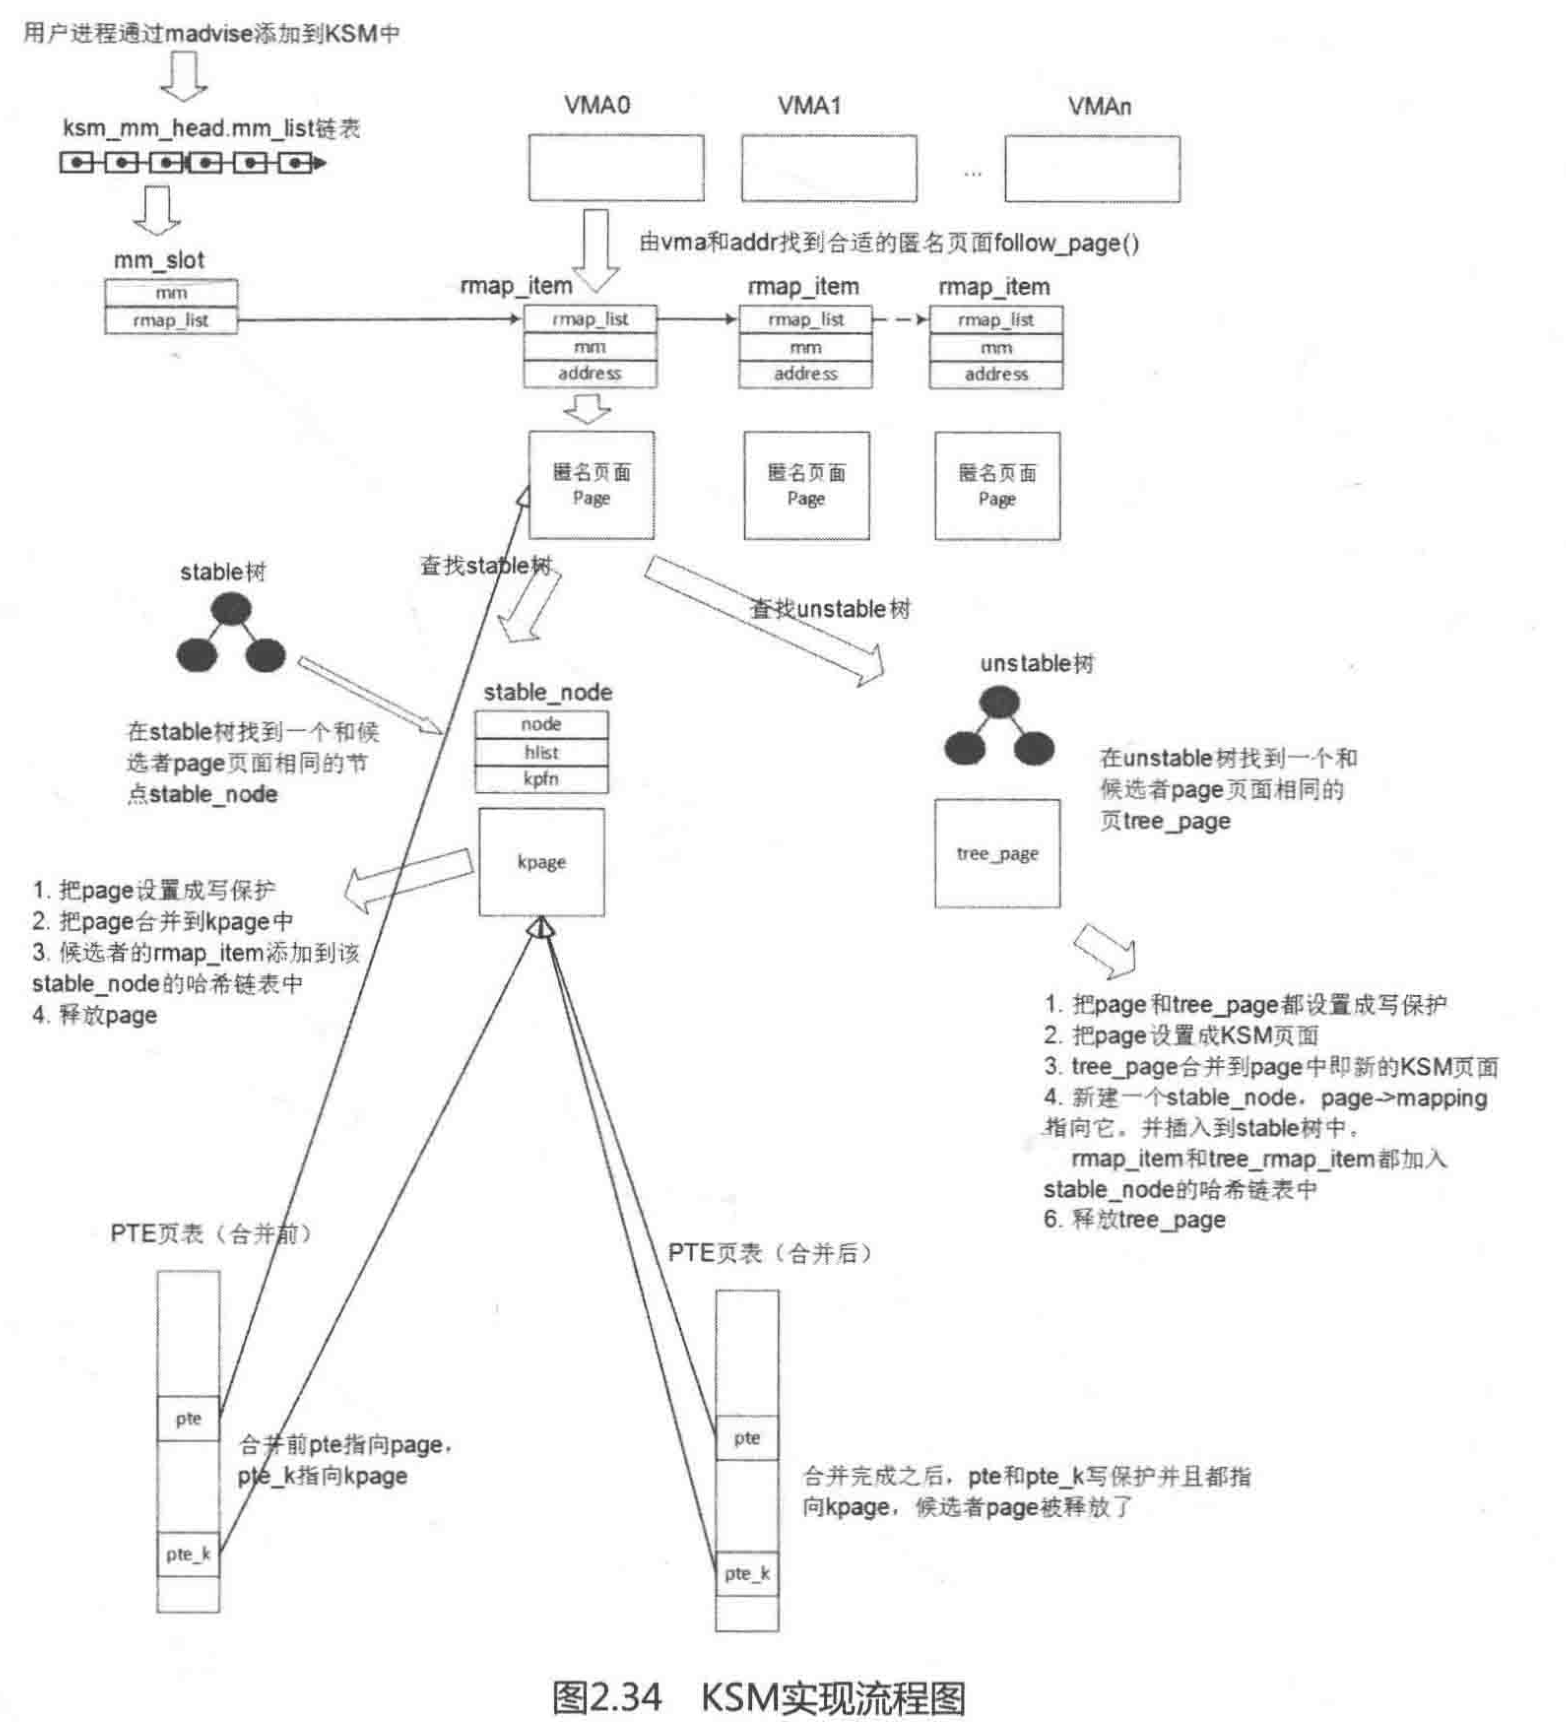 用户进程通过madvise添加到KSM中
ksm_mm_head.mm_list链表
VMA0
VMA1
VMAn
...
由vma和addr找到合适的匿名页面follow_page()
mm_slot
mm
rmap_list
rmap_item
rmap_list
mm
address
rmap_item
rmap_list
mm
address
rmap_item
rmap_list
mm
address
匿名页面
Page
匿名页面
Page
匿名页面
Page
stable树
查找stable树
查找unstable树
unstable树
在stable树找到一个和候
选者page页面相同的节
点stable_node
stable_node
node
hlist
kpfn
kpage
在unstable树找到一个和
候选者page页面相同的
页tree_page
tree_page
1. 把page设置成写保护
2. 把page合并到kpage中
3. 候选者的rmap_item添加到该
stable_node的哈希链表中
4. 释放page
1. 把page和tree_page都设置成写保护
2. 把page设置成KSM页面
3. tree_page合并到page中即新的KSM页面
4. 新建一个stable_node，page->mapping
指向它。并插入到stable树中。
rmap_item和tree_rmap_item都加入
stable_node的哈希链表中
6. 释放tree_page
PTE页表（合并前）
pte
pte_k
合并前pte指向page，
pte_k指向kpage
PTE页表（合并后）
pte
pte_k
合并完成之后，pte和pte_k写保护并且都指
向kpage，候选者page被释放了
图2.34 KSM实现流程图